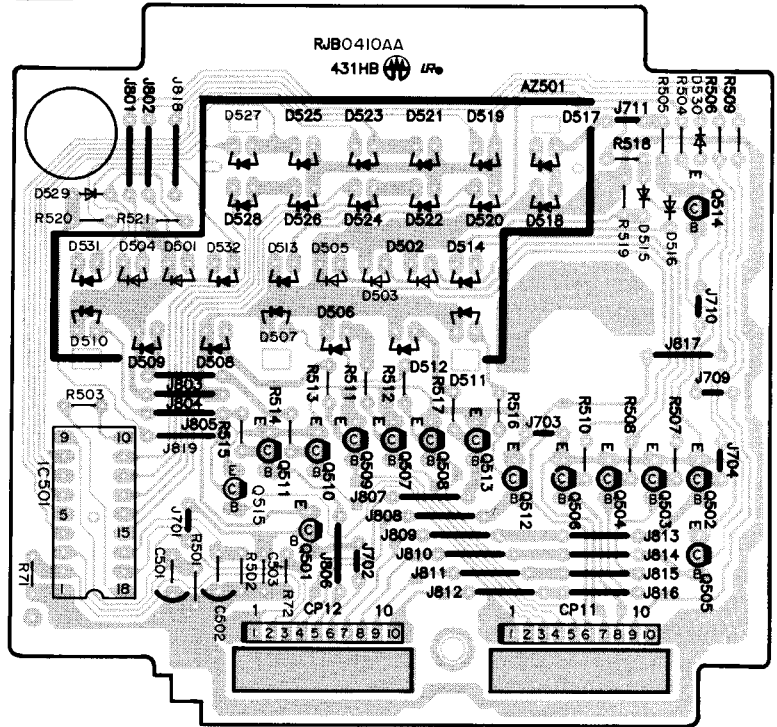 RJB0410AA
431HB
AZ501
J801 J802 J818
D527 D525 D523 D521 D519 D517 J711
R505 R504 D530 R506 R509
R518
D529
R520 R521
D528 D526 D524 D522 D520 D518
E Q514
R519 D515 D516
D531 D504 D501 D532 D513 D505 D502 D514
D503
D510 D507 D506
J710
D509 D508 D512 D511
J817
J709
J803
J804
J805
J819
R503
R513 R511 R512 R517 R516
R514
R515
J703 R510 R508 R507 J704
IC501
9 10
5 15
1 18
E B Q511
E B Q510
E B Q509
E B Q507
E B Q508
E B Q513
E B Q512
E B Q506
E B Q504
E B Q503
E B Q502
E B Q515
E B Q501
E B Q505
J807
J808
J809 J813
J810 J814
J811 J815
J812 J816
J701
R71 C501 R501 C502 R502 C503 R72 J806 J702
1 CP12 10
1 2 3 4 5 6 7 8 9 10
1 CP11 10
1 2 3 4 5 6 7 8 9 10